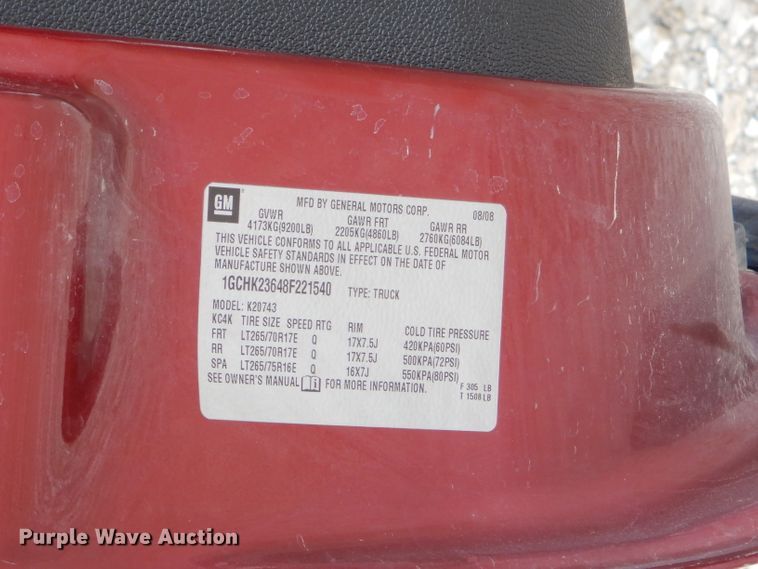 GM ® MFD BY GENERAL MOTORS CORP. 08/08
GVWR GAWR FRT GAWR RR
4173KG(9200LB) 2205KG(4860LB) 2760KG(6084LB)
THIS VEHICLE CONFORMS TO ALL APPLICABLE U.S. FEDERAL MOTOR
VEHICLE SAFETY STANDARDS IN EFFECT ON THE DATE OF
MANUFACTURE SHOWN ABOVE.
1GCHK23648F221540 TYPE: TRUCK
MODEL: K20743
KC4K TIRE SIZE SPEED RTG RIM COLD TIRE PRESSURE
FRT LT265/70R17E Q 17X7.5J 420KPA(60PSI)
RR LT265/70R17E Q 17X7.5J 500KPA(72PSI)
SPA LT265/75R16E Q 16X7J 550KPA(80PSI)
SEE OWNER'S MANUAL i FOR MORE INFORMATION. F 305 LB
T 1508 LB
Purple Wave Auction